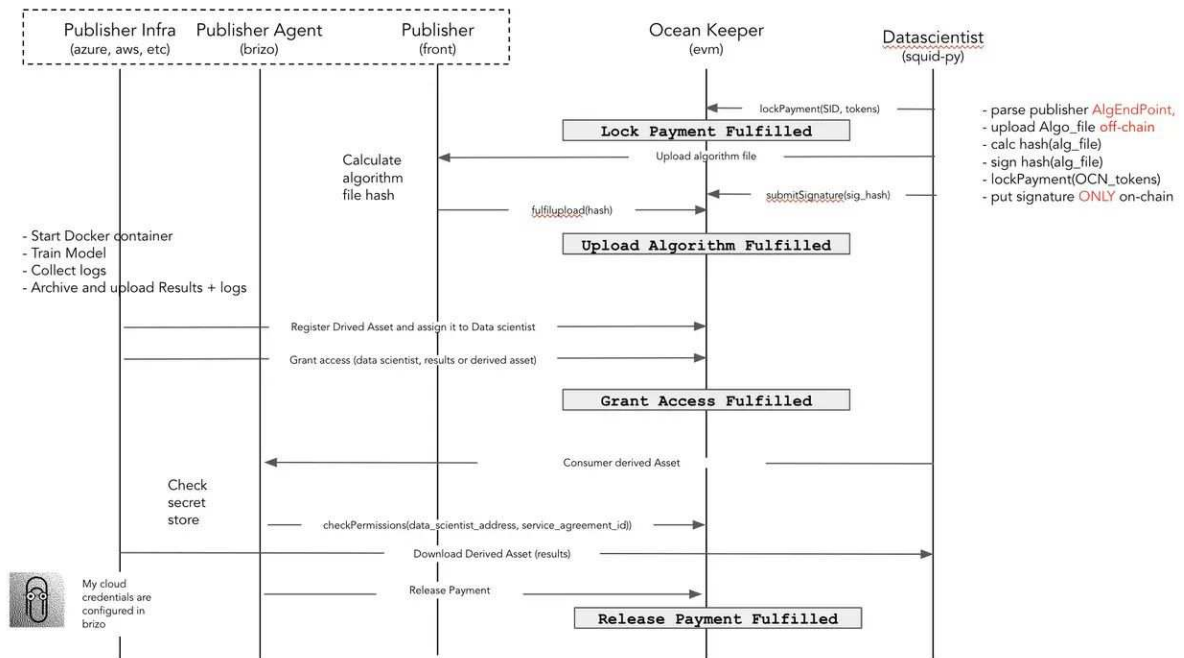 Publisher Infra
(azure, aws, etc)
Publisher Agent
(brizo)
Publisher
(front)
Ocean Keeper
(evm)
Datascientist
(squid-py)
lockPayment(SID, tokens)
- parse publisher AlgEndPoint,
- upload Algo_file off-chain
- calc hash(alg_file)
- sign hash(alg_file)
- lockPayment(OCN_tokens)
- put signature ONLY on-chain
Lock Payment Fulfilled
Upload algorithm file
Calculate
algorithm
file hash
submitSignature(sig_hash)
fulfilupload(hash)
Upload Algorithm Fulfilled
- Start Docker container
- Train Model
- Collect logs
- Archive and upload Results + logs
Register Drived Asset and assign it to Data scientist
Grant access (data scientist, results or derived asset)
Grant Access Fulfilled
Consumer derived Asset
Check
secret
store
checkPermissions(data_scientist_address, service_agreement_id))
Download Derived Asset (results)
My cloud
credentials are
configured in
brizo
Release Payment
Release Payment Fulfilled